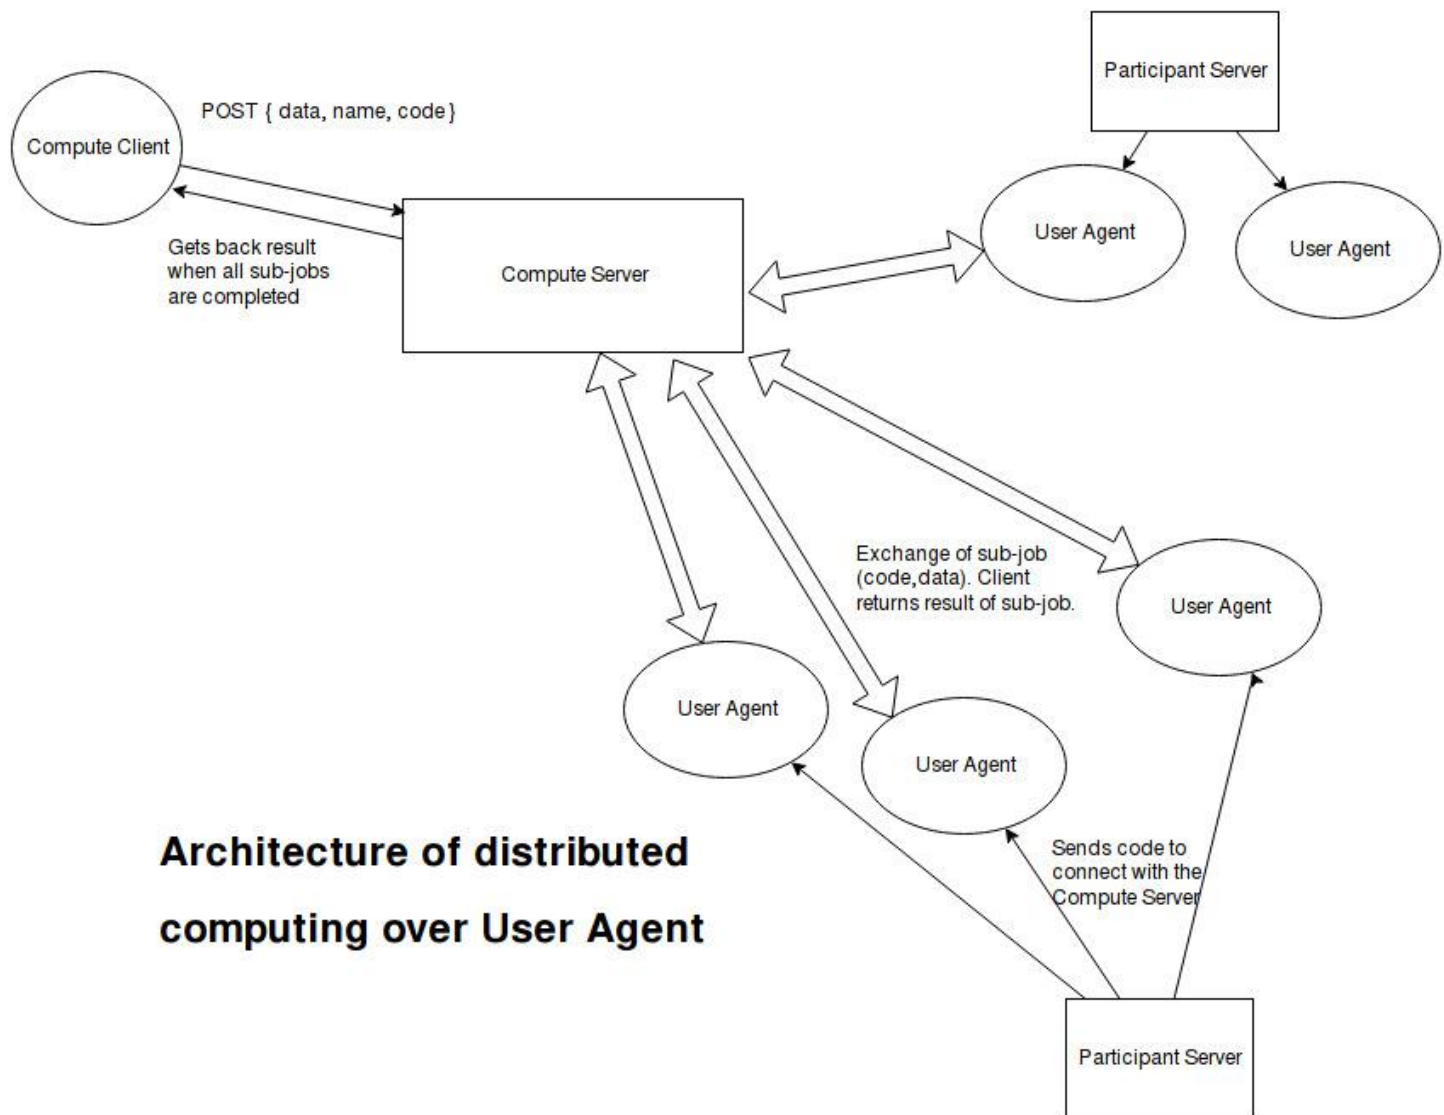 Participant Server
POST { data, name, code }
Compute Client
User Agent
User Agent
Gets back result
when all sub-jobs
are completed
Compute Server
Exchange of sub-job
(code,data). Client
returns result of sub-job.
User Agent
User Agent
User Agent
Sends code to
connect with the
Compute Server
Architecture of distributed
computing over User Agent
Participant Server